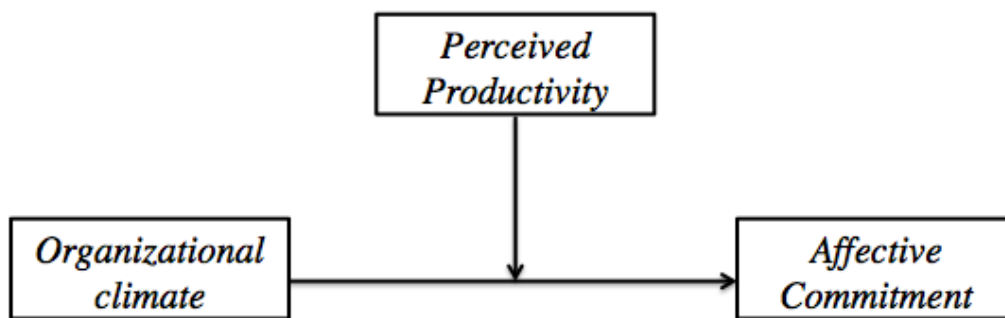 Perceived
Productivity
Organizational
climate
Affective
Commitment